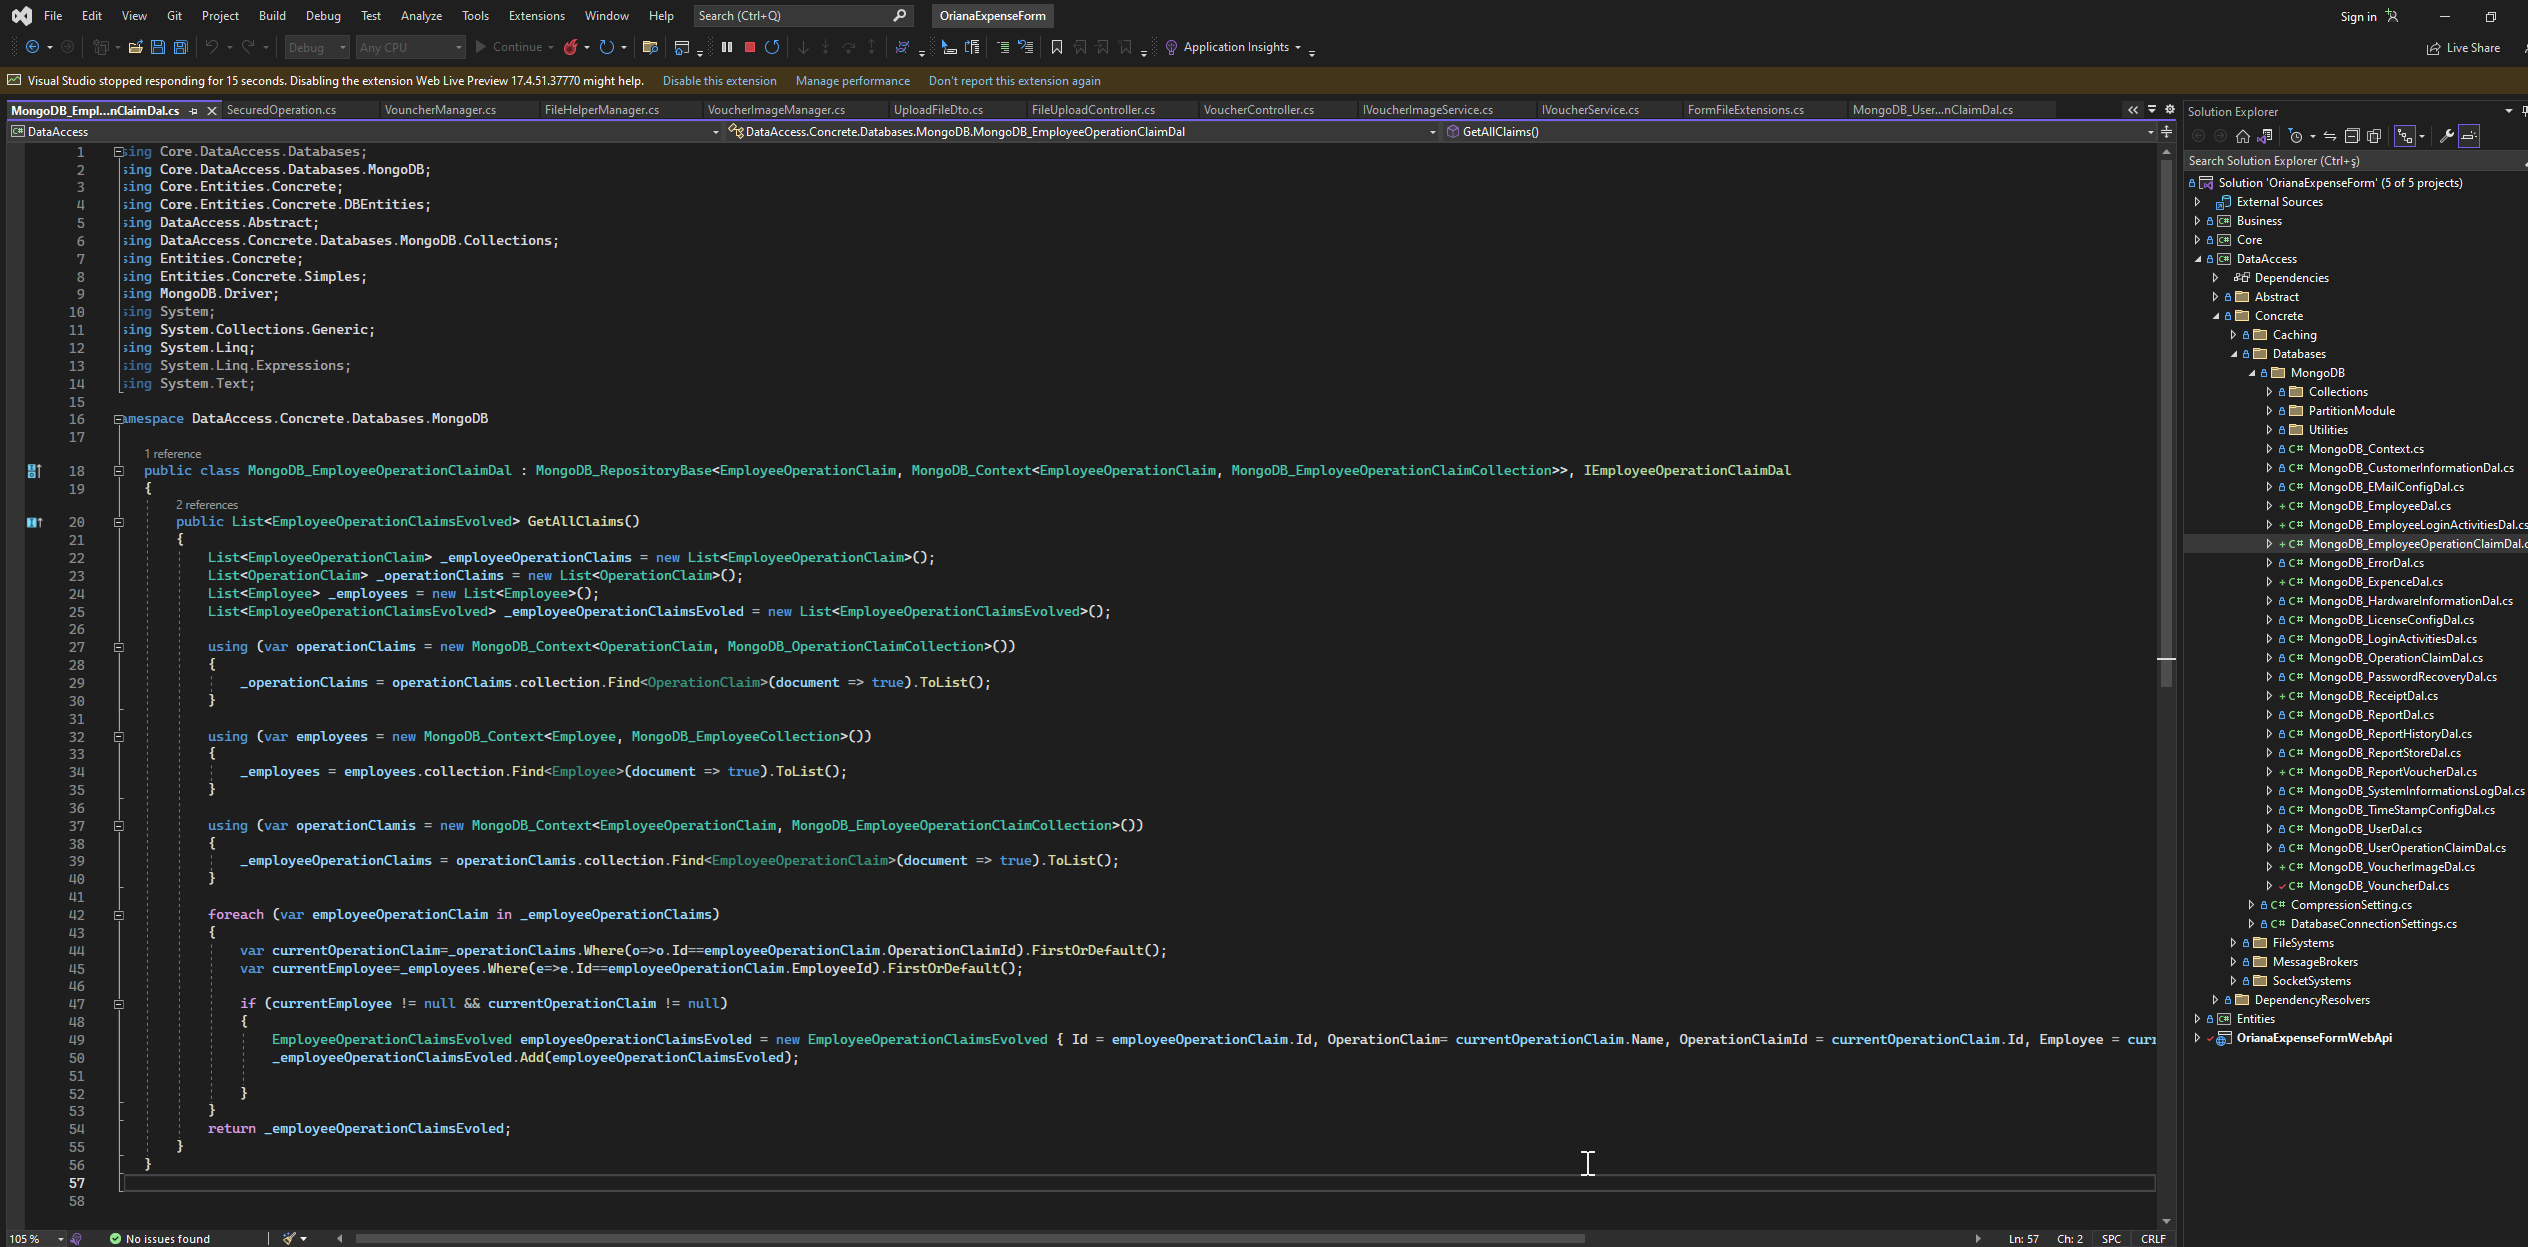 File Edit View Git Project Build Debug Test Analyze Tools Extensions Window Help Search (Ctrl+Q) OrianaExpenseForm Sign in
Debug Any CPU Continue Application Insights Live Share
Visual Studio stopped responding for 15 seconds. Disabling the extension Web Live Preview 17.4.51.37770 might help. Disable this extension Manage performance Don't report this extension again
MongoDB_Empl...nClaimDal.cs SecuredOperation.cs VouncherManager.cs FileHelperManager.cs VoucherImageManager.cs UploadFileDto.cs FileUploadController.cs VoucherController.cs IVoucherImageService.cs IVoucherService.cs FormFileExtensions.cs MongoDB_User...nClaimDal.cs
DataAccess DataAccess.Concrete.Databases.MongoDB.MongoDB_EmployeeOperationClaimDal GetAllClaims()
1 sing Core.DataAccess.Databases;
2 sing Core.DataAccess.Databases.MongoDB;
3 sing Core.Entities.Concrete;
4 sing Core.Entities.Concrete.DBEntities;
5 sing DataAccess.Abstract;
6 sing DataAccess.Concrete.Databases.MongoDB.Collections;
7 sing Entities.Concrete;
8 sing Entities.Concrete.Simples;
9 sing MongoDB.Driver;
10 sing System;
11 sing System.Collections.Generic;
12 sing System.Linq;
13 sing System.Linq.Expressions;
14 sing System.Text;
15
16 amespace DataAccess.Concrete.Databases.MongoDB
17
1 reference
18 public class MongoDB_EmployeeOperationClaimDal : MongoDB_RepositoryBase<EmployeeOperationClaim, MongoDB_Context<EmployeeOperationClaim, MongoDB_EmployeeOperationClaimCollection>>, IEmployeeOperationClaimDal
19 {
2 references
20 public List<EmployeeOperationClaimsEvolved> GetAllClaims()
21 {
22 List<EmployeeOperationClaim> _employeeOperationClaims = new List<EmployeeOperationClaim>();
23 List<OperationClaim> _operationClaims = new List<OperationClaim>();
24 List<Employee> _employees = new List<Employee>();
25 List<EmployeeOperationClaimsEvolved> _employeeOperationClaimsEvoled = new List<EmployeeOperationClaimsEvolved>();
26
27 using (var operationClaims = new MongoDB_Context<OperationClaim, MongoDB_OperationClaimCollection>())
28 {
29 _operationClaims = operationClaims.collection.Find<OperationClaim>(document => true).ToList();
30 }
31
32 using (var employees = new MongoDB_Context<Employee, MongoDB_EmployeeCollection>())
33 {
34 _employees = employees.collection.Find<Employee>(document => true).ToList();
35 }
36
37 using (var operationClamis = new MongoDB_Context<EmployeeOperationClaim, MongoDB_EmployeeOperationClaimCollection>())
38 {
39 _employeeOperationClaims = operationClamis.collection.Find<EmployeeOperationClaim>(document => true).ToList();
40 }
41
42 foreach (var employeeOperationClaim in _employeeOperationClaims)
43 {
44 var currentOperationClaim=_operationClaims.Where(o=>o.Id==employeeOperationClaim.OperationClaimId).FirstOrDefault();
45 var currentEmployee=_employees.Where(e=>e.Id==employeeOperationClaim.EmployeeId).FirstOrDefault();
46
47 if (currentEmployee != null && currentOperationClaim != null)
48 {
49 EmployeeOperationClaimsEvolved employeeOperationClaimsEvoled = new EmployeeOperationClaimsEvolved { Id = employeeOperationClaim.Id, OperationClaim= currentOperationClaim.Name, OperationClaimId = currentOperationClaim.Id, Employee = curr
50 _employeeOperationClaimsEvoled.Add(employeeOperationClaimsEvoled);
51
52 }
53 }
54 return _employeeOperationClaimsEvoled;
55 }
56 }
57
58
105 % No issues found Ln: 57 Ch: 2 SPC CRLF
Solution Explorer
Search Solution Explorer (Ctrl+ş)
Solution 'OrianaExpenseForm' (5 of 5 projects)
External Sources
Business
Core
DataAccess
Dependencies
Abstract
Concrete
Caching
Databases
MongoDB
Collections
PartitionModule
Utilities
C# MongoDB_Context.cs
C# MongoDB_CustomerInformationDal.cs
C# MongoDB_EMailConfigDal.cs
C# MongoDB_EmployeeDal.cs
C# MongoDB_EmployeeLoginActivitiesDal.cs
C# MongoDB_EmployeeOperationClaimDal.c
C# MongoDB_ErrorDal.cs
C# MongoDB_ExpenceDal.cs
C# MongoDB_HardwareInformationDal.cs
C# MongoDB_LicenseConfigDal.cs
C# MongoDB_LoginActivitiesDal.cs
C# MongoDB_OperationClaimDal.cs
C# MongoDB_PasswordRecoveryDal.cs
C# MongoDB_ReceiptDal.cs
C# MongoDB_ReportDal.cs
C# MongoDB_ReportHistoryDal.cs
C# MongoDB_ReportStoreDal.cs
C# MongoDB_ReportVoucherDal.cs
C# MongoDB_SystemInformationsLogDal.cs
C# MongoDB_TimeStampConfigDal.cs
C# MongoDB_UserDal.cs
C# MongoDB_UserOperationClaimDal.cs
C# MongoDB_VoucherImageDal.cs
C# MongoDB_VouncherDal.cs
C# CompressionSetting.cs
C# DatabaseConnectionSettings.cs
FileSystems
MessageBrokers
SocketSystems
DependencyResolvers
Entities
OrianaExpenseFormWebApi